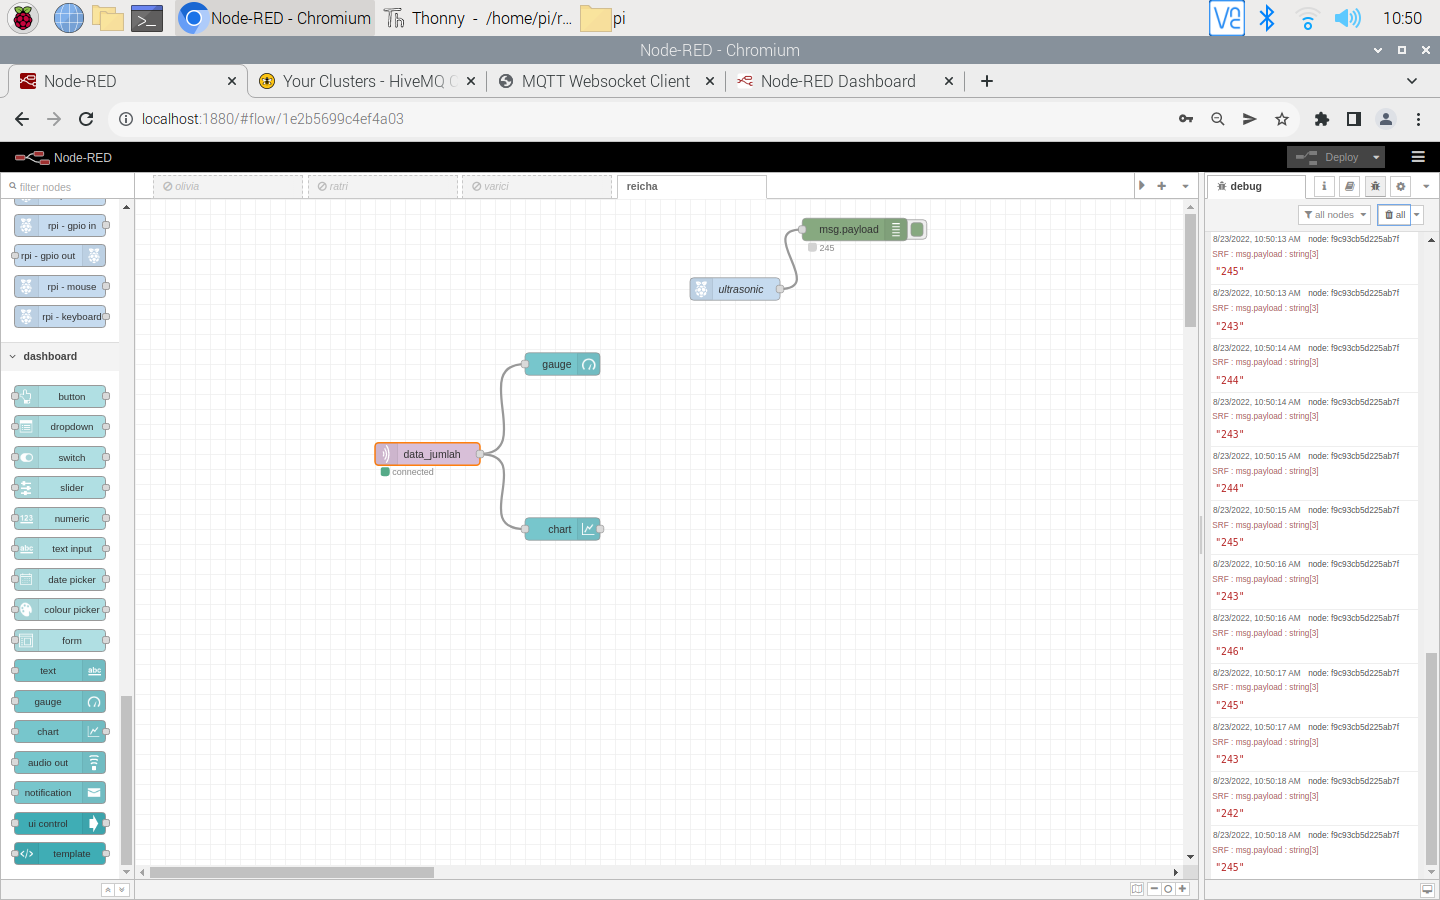 Node-RED - Chromium
Thonny - /home/pi/r...
pi
10:50
Node-RED - Chromium
Node-RED
Your Clusters - HiveMQ C
MQTT Websocket Client
Node-RED Dashboard
localhost:1880/#flow/1e2b5699c4ef4a03
Node-RED
Deploy
filter nodes
olivia
ratri
varici
reicha
debug
all nodes
all
rpi - gpio in
rpi - gpio out
rpi - mouse
rpi - keyboard
dashboard
button
dropdown
switch
slider
numeric
text input
date picker
colour picker
form
text
gauge
chart
audio out
notification
ui control
template
msg.payload
245
ultrasonic
gauge
data_jumlah
connected
chart
8/23/2022, 10:50:13 AM node: f9c93cb5d225ab7f
SRF : msg.payload : string[3]
"245"
8/23/2022, 10:50:13 AM node: f9c93cb5d225ab7f
SRF : msg.payload : string[3]
"243"
8/23/2022, 10:50:14 AM node: f9c93cb5d225ab7f
SRF : msg.payload : string[3]
"244"
8/23/2022, 10:50:14 AM node: f9c93cb5d225ab7f
SRF : msg.payload : string[3]
"243"
8/23/2022, 10:50:15 AM node: f9c93cb5d225ab7f
SRF : msg.payload : string[3]
"244"
8/23/2022, 10:50:15 AM node: f9c93cb5d225ab7f
SRF : msg.payload : string[3]
"245"
8/23/2022, 10:50:16 AM node: f9c93cb5d225ab7f
SRF : msg.payload : string[3]
"243"
8/23/2022, 10:50:16 AM node: f9c93cb5d225ab7f
SRF : msg.payload : string[3]
"246"
8/23/2022, 10:50:17 AM node: f9c93cb5d225ab7f
SRF : msg.payload : string[3]
"245"
8/23/2022, 10:50:17 AM node: f9c93cb5d225ab7f
SRF : msg.payload : string[3]
"243"
8/23/2022, 10:50:18 AM node: f9c93cb5d225ab7f
SRF : msg.payload : string[3]
"242"
8/23/2022, 10:50:18 AM node: f9c93cb5d225ab7f
SRF : msg.payload : string[3]
"245"